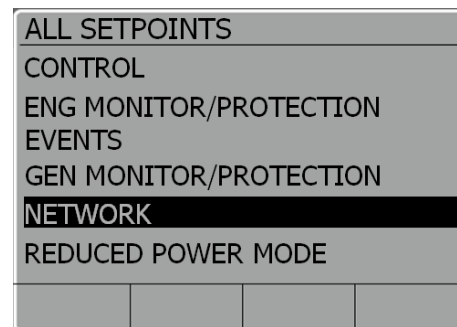 ALL SETPOINTS
CONTROL
ENG MONITOR/PROTECTION
EVENTS
GEN MONITOR/PROTECTION
NETWORK
REDUCED POWER MODE